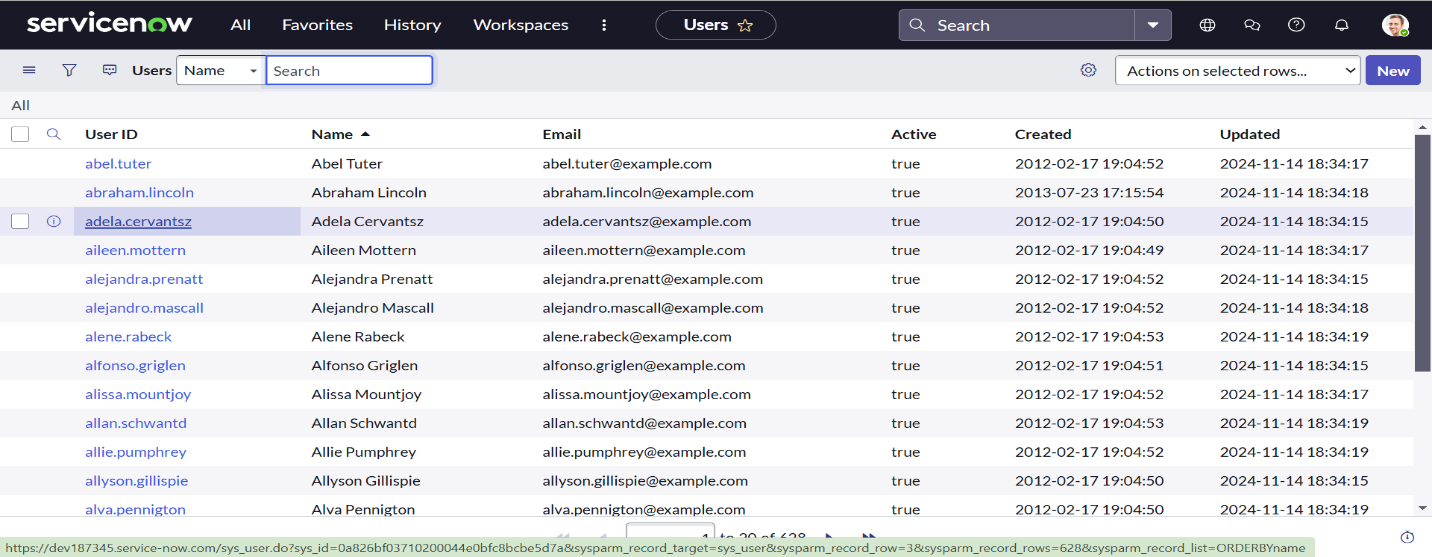 servicenow All Favorites History Workspaces Users Search
Users Name Search Actions on selected rows... New
All
User ID Name Email Active Created Updated
abel.tuter Abel Tuter abel.tuter@example.com true 2012-02-17 19:04:52 2024-11-14 18:34:17
abraham.lincoln Abraham Lincoln abraham.lincoln@example.com true 2013-07-23 17:15:54 2024-11-14 18:34:18
adela.cervantsz Adela Cervantsz adela.cervantsz@example.com true 2012-02-17 19:04:50 2024-11-14 18:34:15
aileen.mottern Aileen Mottern aileen.mottern@example.com true 2012-02-17 19:04:49 2024-11-14 18:34:17
alejandra.prenatt Alejandra Prenatt alejandra.prenatt@example.com true 2012-02-17 19:04:50 2024-11-14 18:34:15
alejandro.mascall Alejandro Mascall alejandro.mascall@example.com true 2012-02-17 19:04:52 2024-11-14 18:34:18
alene.rabeck Alene Rabeck alene.rabeck@example.com true 2012-02-17 19:04:53 2024-11-14 18:34:19
alfonso.griglen Alfonso Griglen alfonso.griglen@example.com true 2012-02-17 19:04:51 2024-11-14 18:34:15
alissa.mountjoy Alissa Mountjoy alissa.mountjoy@example.com true 2012-02-17 19:04:52 2024-11-14 18:34:17
allan.schwantd Allan Schwantd allan.schwantd@example.com true 2012-02-17 19:04:53 2024-11-14 18:34:19
allie.pumphrey Allie Pumphrey allie.pumphrey@example.com true 2012-02-17 19:04:52 2024-11-14 18:34:19
allyson.gillispie Allyson Gillispie allyson.gillispie@example.com true 2012-02-17 19:04:50 2024-11-14 18:34:15
alva.pennigton Alva Pennigton alva.pennigton@example.com true 2012-02-17 19:04:50 2024-11-14 18:34:19
1 to 20 of 628
https://dev187345.service-now.com/sys_user.do?sys_id=0a826bf03710200044e0bfc8bcbe5d7a&sysparm_record_target=sys_user&sysparm_record_row=3&sysparm_record_rows=628&sysparm_record_list=ORDERBYname